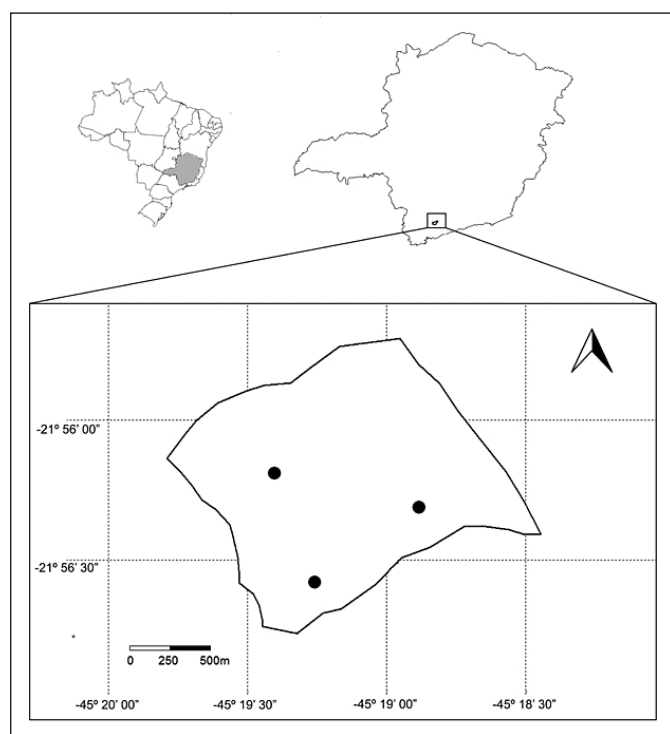 -21º 56' 00"
-21º 56' 30"
0 250 500m
-45º 20' 00" -45º 19' 30" -45º 19' 00" -45º 18' 30"